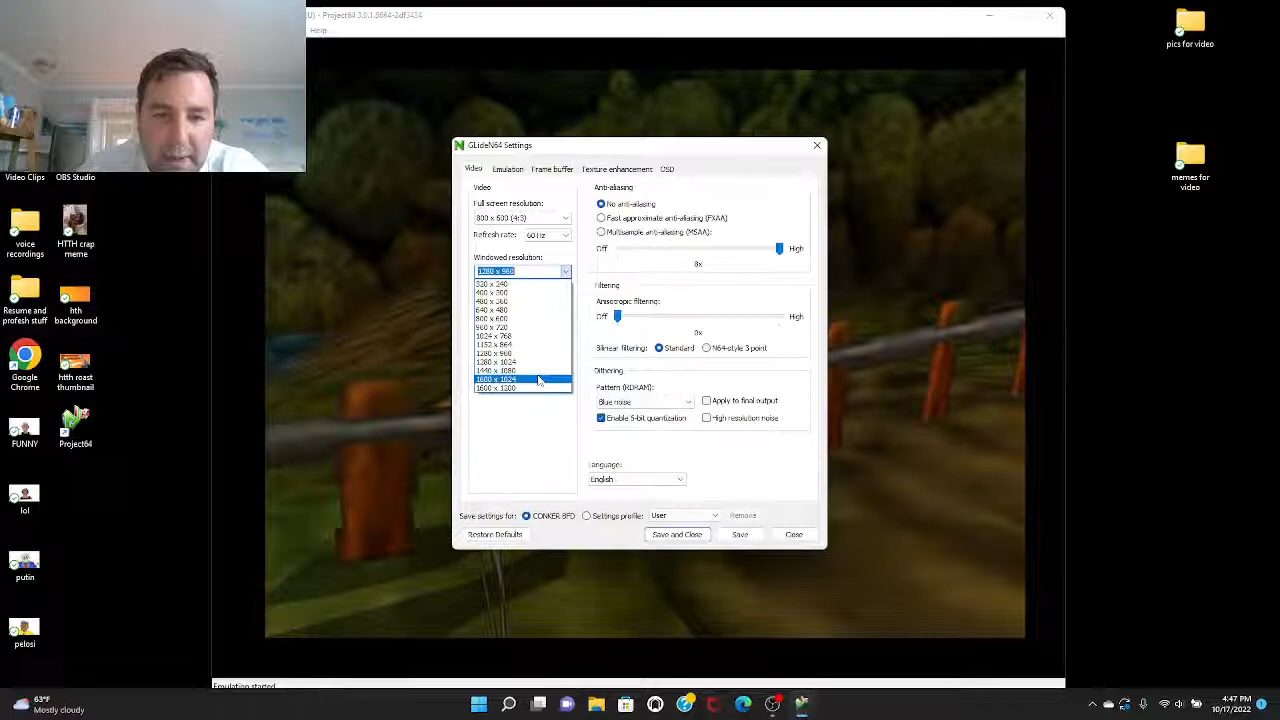 (U) - Project64 3.0.1.5664-2df3434
Help
pics for video
memes for video
Video Clips
OBS Studio
voice recordings
HTTH crap meme
Resume and profesh stuff
hth background
Google Chrome
htth roast thumbnail
FUNNY
Project64
lol
putin
pelosi
GLideN64 Settings
Video
Emulation
Frame buffer
Texture enhancement
OSD
Video
Full screen resolution:
800 x 600 (4:3)
Refresh rate:
60 Hz
Windowed resolution:
1280 x 960
320 x 240
400 x 300
480 x 360
640 x 480
800 x 600
960 x 720
1024 x 768
1152 x 864
1280 x 960
1280 x 1024
1440 x 1080
1600 x 1024
1600 x 1200
Anti-aliasing
No anti-aliasing
Fast approximate anti-aliasing (FXAA)
Multisample anti-aliasing (MSAA):
Off
High
8x
Filtering
Anisotropic filtering:
Off
High
0x
Bilinear filtering:
Standard
N64-style 3 point
Dithering
Pattern (RDRAM):
Blue noise
Apply to final output
Enable 5-bit quantization
High resolution noise
Language:
English
Save settings for:
CONKER BFD
Settings profile:
User
Remove
Restore Defaults
Save and Close
Save
Close
Emulation started
63°F
Mostly cloudy
4:47 PM
10/17/2022